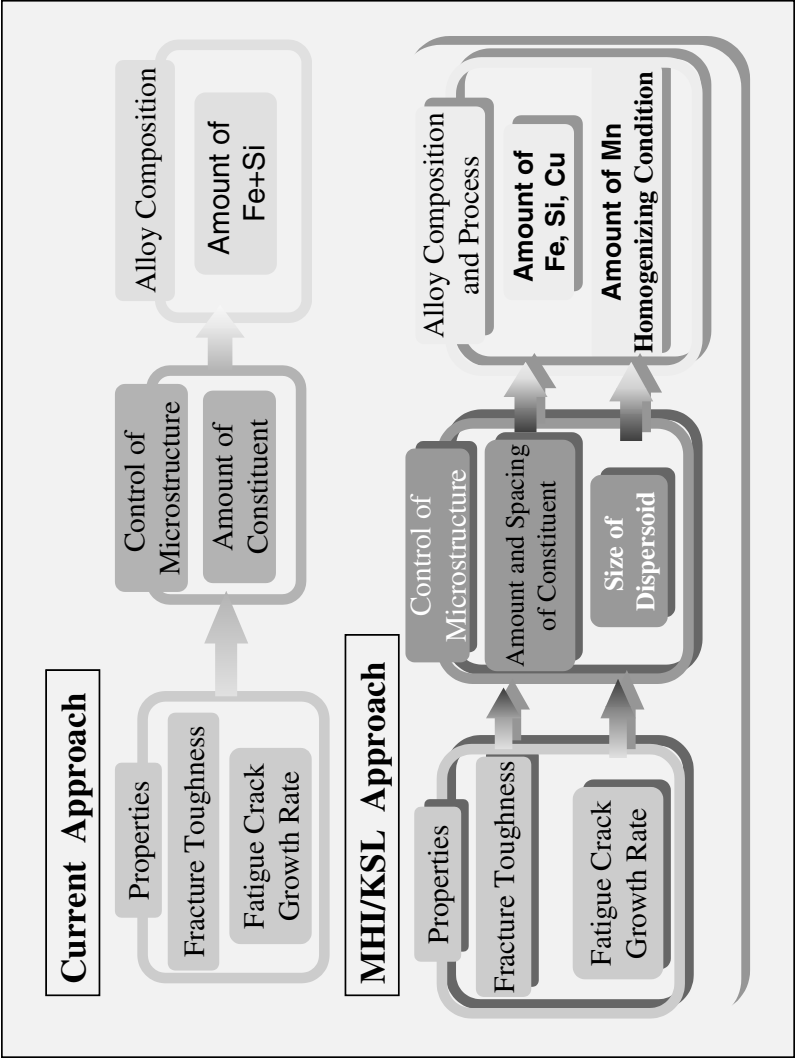 Current Approach
Properties
Fracture Toughness
Fatigue Crack
Growth Rate
Control of
Microstructure
Amount of
Constituent
Alloy Composition
Amount of
Fe+Si
MHI/KSL Approach
Properties
Fracture Toughness
Fatigue Crack
Growth Rate
Control of
Microstructure
Amount and Spacing
of Constituent
Size of
Dispersoid
Alloy Composition
and Process
Amount of
Fe, Si, Cu
Amount of Mn
Homogenizing Condition